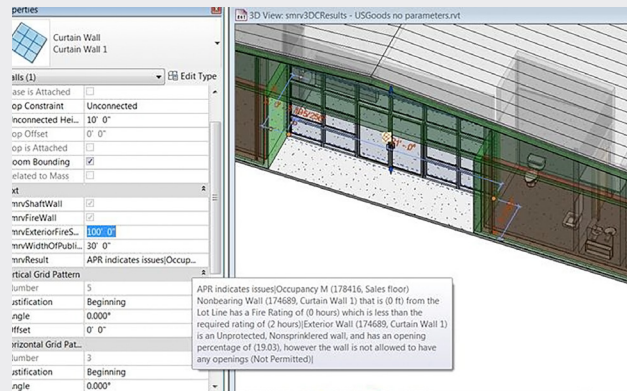 perties
3D View: smrv3DCResults - USGoods no parameters.rvt
Curtain Wall
Curtain Wall 1
alls (1)
Edit Type
ase is Attached
op Constraint Unconnected
nconnected Hei... 10' 0"
op Offset 0' 0"
op is Attached
oom Bounding
elated to Mass
xt
mrvShaftWall
mrvFireWall
mrvExteriorFireS... 100' 0"
mrvWidthOfPubli... 30' 0"
mrvResult APR indicates issues|Occup...
rtical Grid Pattern
umber 5
ustification Beginning
ngle 0.000°
ffset 0' 0"
orizontal Grid Pat...
umber 3
ustification Beginning
ngle 0.000°
APR indicates issues|Occupancy M (178416, Sales floor)
Nonbearing Wall (174689, Curtain Wall 1) that is (0 ft) from the
Lot Line has a Fire Rating of (0 hours) which is less than the
required rating of (2 hours)|Exterior Wall (174689, Curtain Wall 1)
is an Unprotected, Nonsprinklered wall, and has an opening
percentage of (19.03), however the wall is not allowed to have
any openings (Not Permitted)|